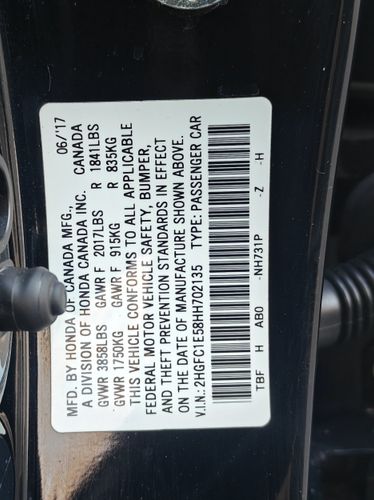 MFD. BY HONDA OF CANADA MFG., 06/'17
A DIVISION OF HONDA CANADA INC. CANADA
GVWR 3858LBS GAWR F 2017LBS R 1841LBS
GVWR 1750KG GAWR F 915KG R 835KG
THIS VEHICLE CONFORMS TO ALL APPLICABLE
FEDERAL MOTOR VEHICLE SAFETY, BUMPER,
AND THEFT PREVENTION STANDARDS IN EFFECT
ON THE DATE OF MANUFACTURE SHOWN ABOVE.
V.I.N.: 2HGFC1E58HH702135 TYPE: PASSENGER CAR
TBF H AB0 -NH731P -Z -H